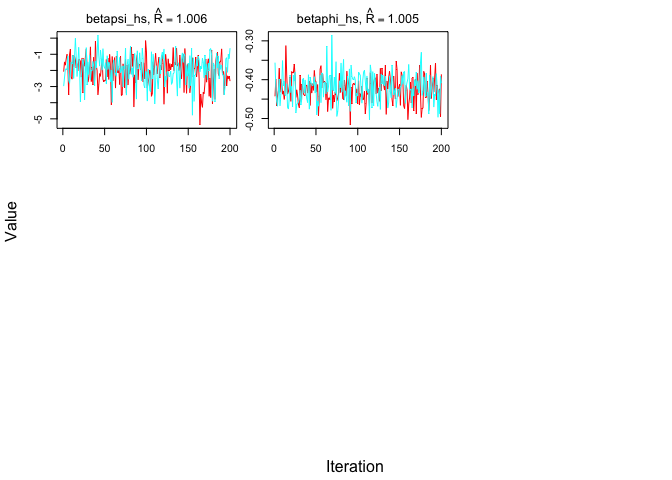 betapsi_hs, R̂ = 1.006
betaphi_hs, R̂ = 1.005
-1
-3
-5
0 50 100 150 200
-0.30
-0.40
-0.50
0 50 100 150 200
Value
Iteration